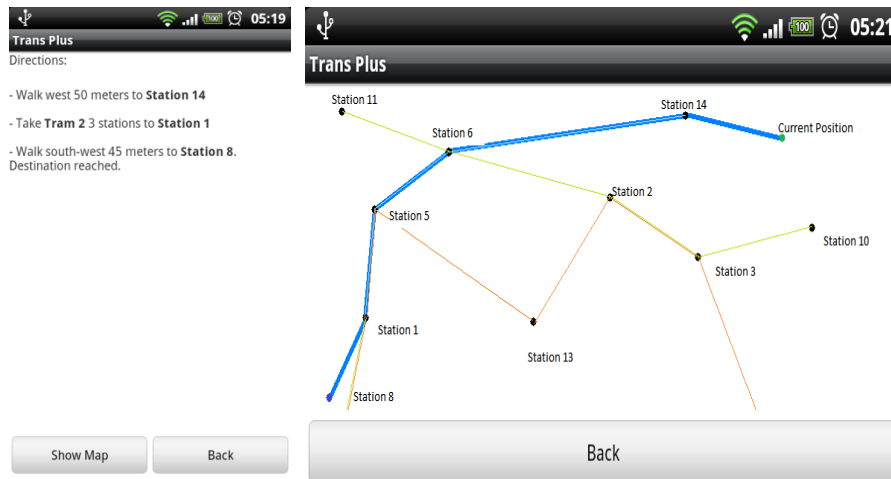 100
05:19
Trans Plus
Directions:
- Walk west 50 meters to Station 14
- Take Tram 2 3 stations to Station 1
- Walk south-west 45 meters to Station 8.
Destination reached.
Show Map
Back
100
05:21
Trans Plus
Station 11
Station 14
Station 6
Current Position
Station 2
Station 5
Station 10
Station 3
Station 1
Station 13
Station 8
Back